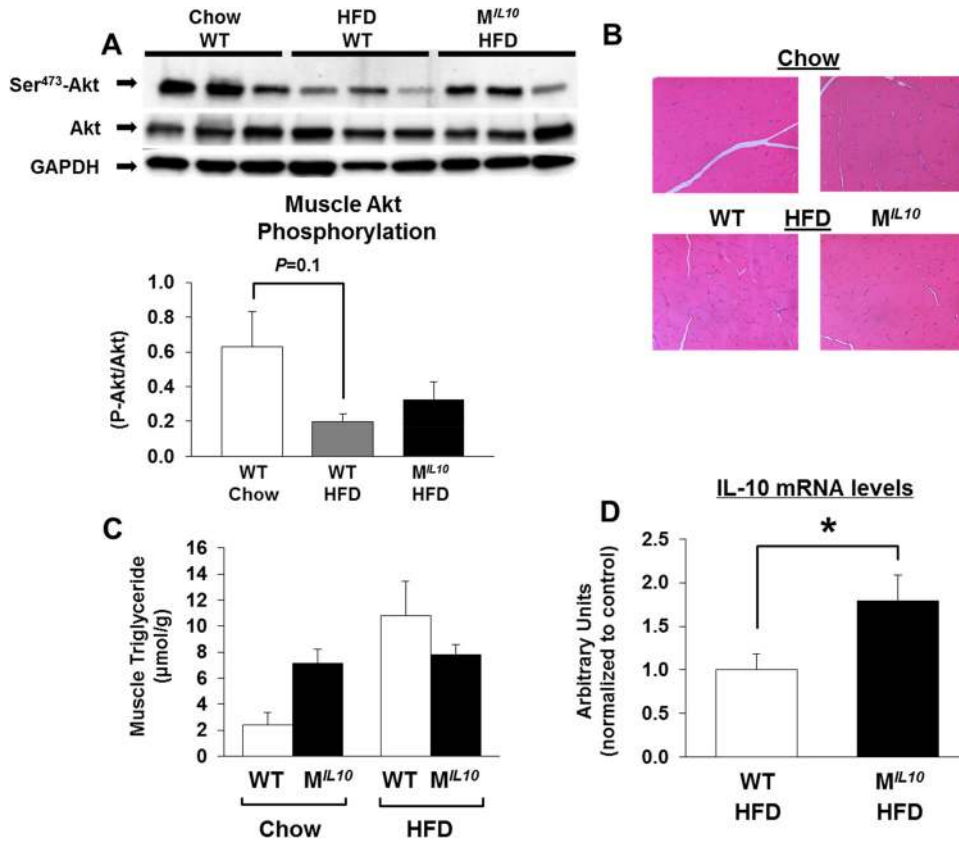 A
Chow
WT
HFD
WT
M^IL10
HFD
Ser⁴⁷³-Akt
Akt
GAPDH
Muscle Akt
Phosphorylation
P=0.1
1.0
0.8
0.6
0.4
0.2
0.0
(P-Akt/Akt)
WT
Chow
WT
HFD
M^IL10
HFD
B
Chow
WT HFD M^IL10
C
16
14
12
10
8
6
4
2
0
Muscle Triglyceride
(µmol/g)
WT M^IL10 WT M^IL10
Chow HFD
D
IL-10 mRNA levels
*
2.5
2.0
1.5
1.0
0.5
0.0
Arbitrary Units
(normalized to control)
WT
HFD
M^IL10
HFD